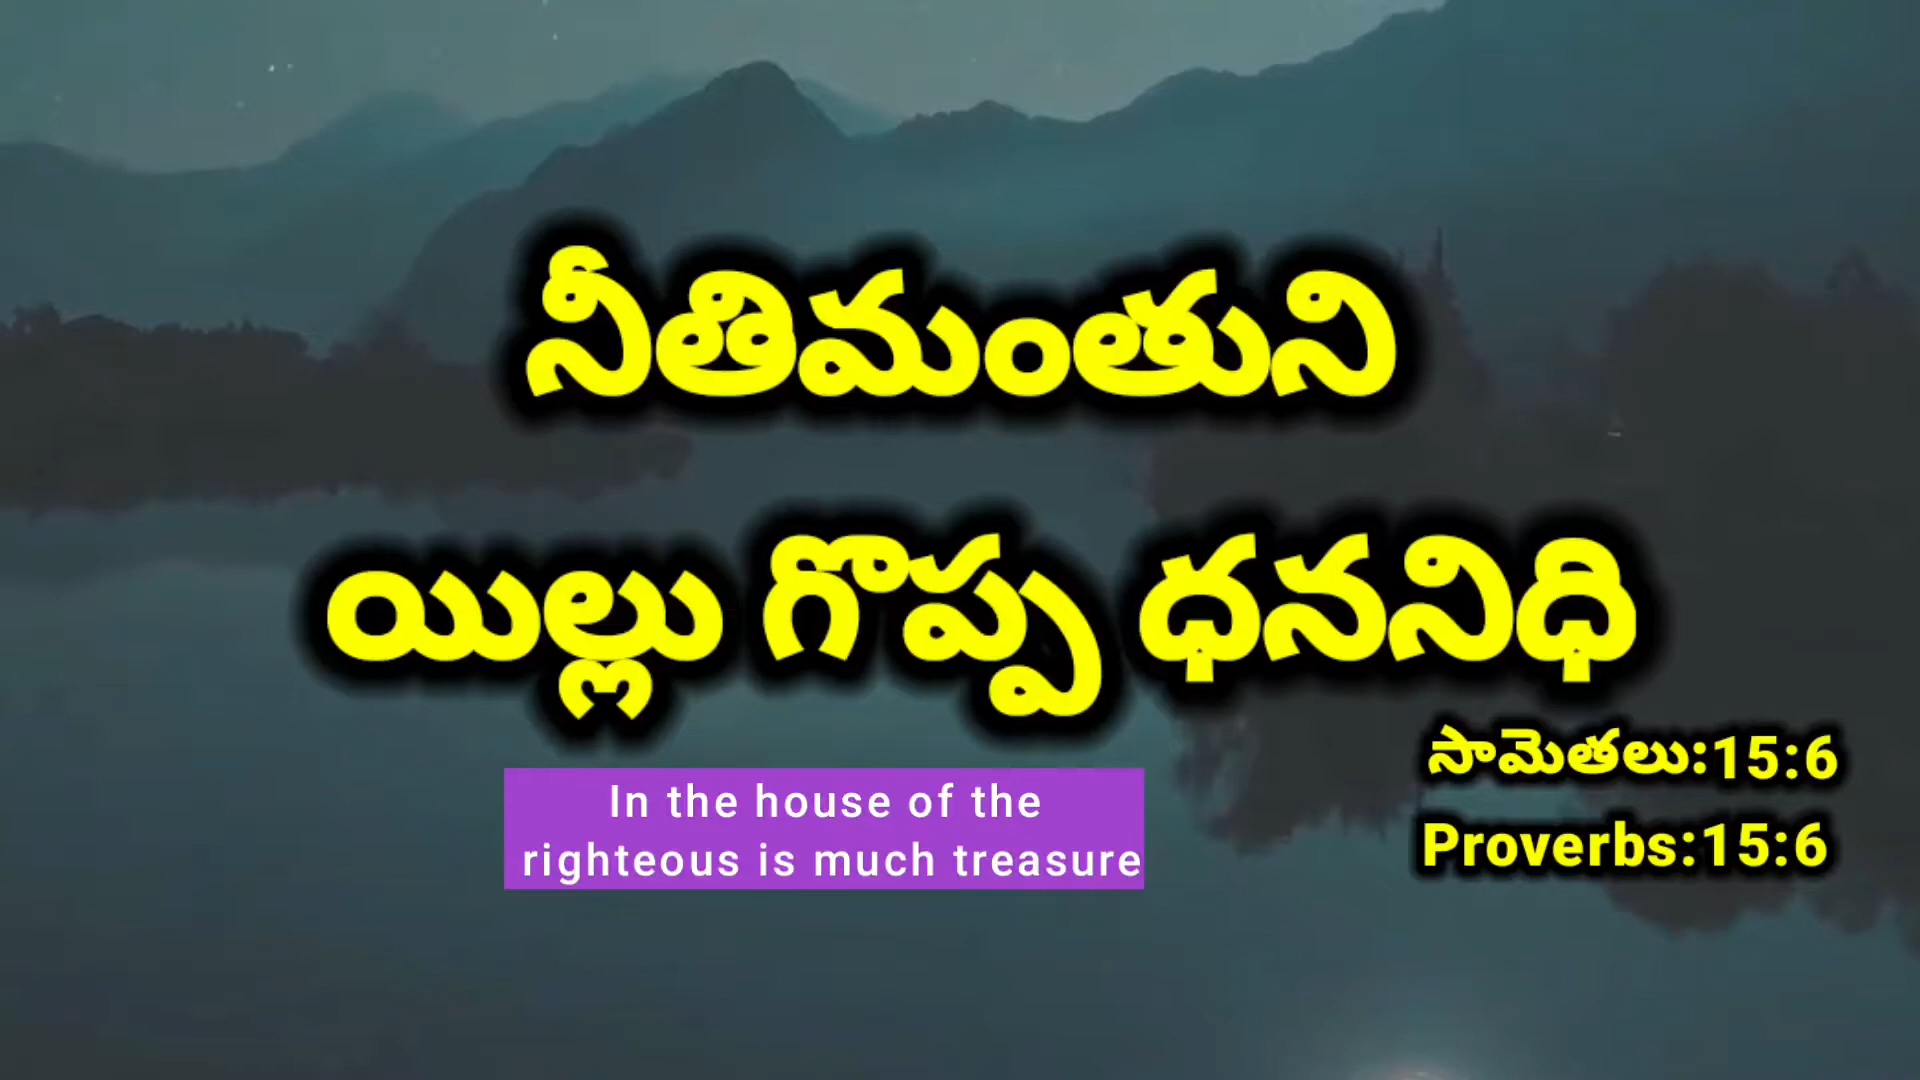 నీతిమంతుని
యిల్లు గొప్ప ధననిధి
సామెతలు:15:6
In the house of the
righteous is much treasure
Proverbs:15:6